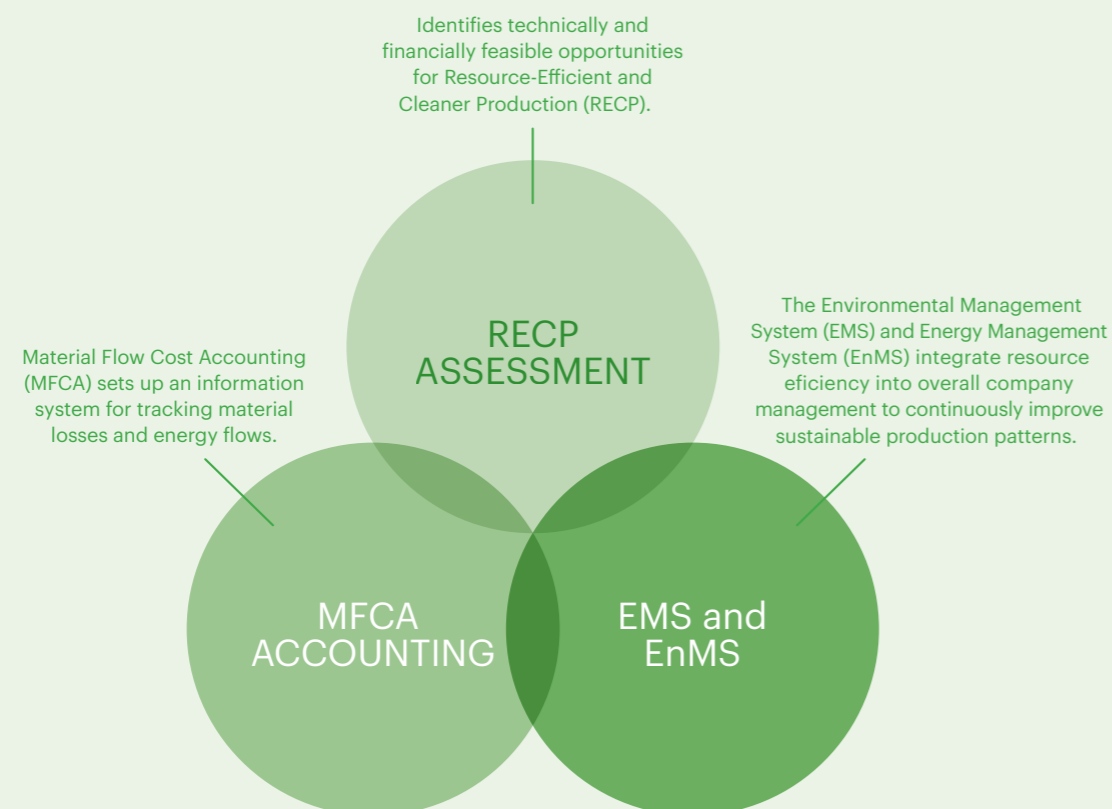 Identifies technically and
financially feasible opportunities
for Resource-Efficient and
Cleaner Production (RECP).
RECP
ASSESSMENT
The Environmental Management
System (EMS) and Energy Management
System (EnMS) integrate resource
eficiency into overall company
management to continuously improve
sustainable production patterns.
Material Flow Cost Accounting
(MFCA) sets up an information
system for tracking material
losses and energy flows.
MFCA
ACCOUNTING
EMS and
EnMS